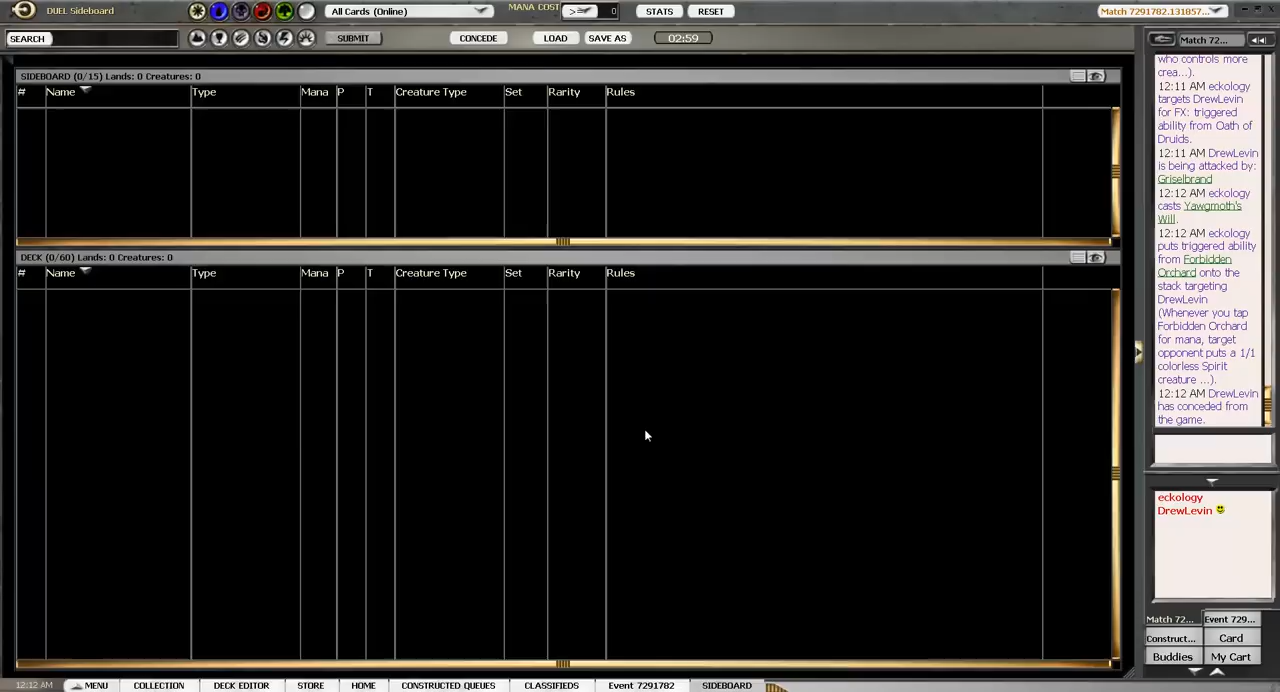 DUEL Sideboard
All Cards (Online)
MANA COST
>=
0
STATS
RESET
Match 7291782.131857...
SEARCH
SUBMIT
CONCEDE
LOAD
SAVE AS
02:59
Match 72...
SIDEBOARD (0/15) Lands: 0 Creatures: 0
# Name Type Mana P T Creature Type Set Rarity Rules
DECK (0/60) Lands: 0 Creatures: 0
# Name Type Mana P T Creature Type Set Rarity Rules
who controls more
crea...).
12:11 AM eckology
targets DrewLevin
for FX: triggered
ability from Oath of
Druids.
12:11 AM DrewLevin
is being attacked by:
Griselbrand
12:12 AM eckology
casts Yawgmoth's
Will.
12:12 AM eckology
puts triggered ability
from Forbidden
Orchard onto the
stack targeting
DrewLevin
(Whenever you tap
Forbidden Orchard
for mana, target
opponent puts a 1/1
colorless Spirit
creature ...).
12:12 AM DrewLevin
has conceded from
the game.
eckology
DrewLevin
Match 72... Event 729...
Construct... Card
Buddies My Cart
12:12 AM MENU COLLECTION DECK EDITOR STORE HOME CONSTRUCTED QUEUES CLASSIFIEDS Event 7291782 SIDEBOARD